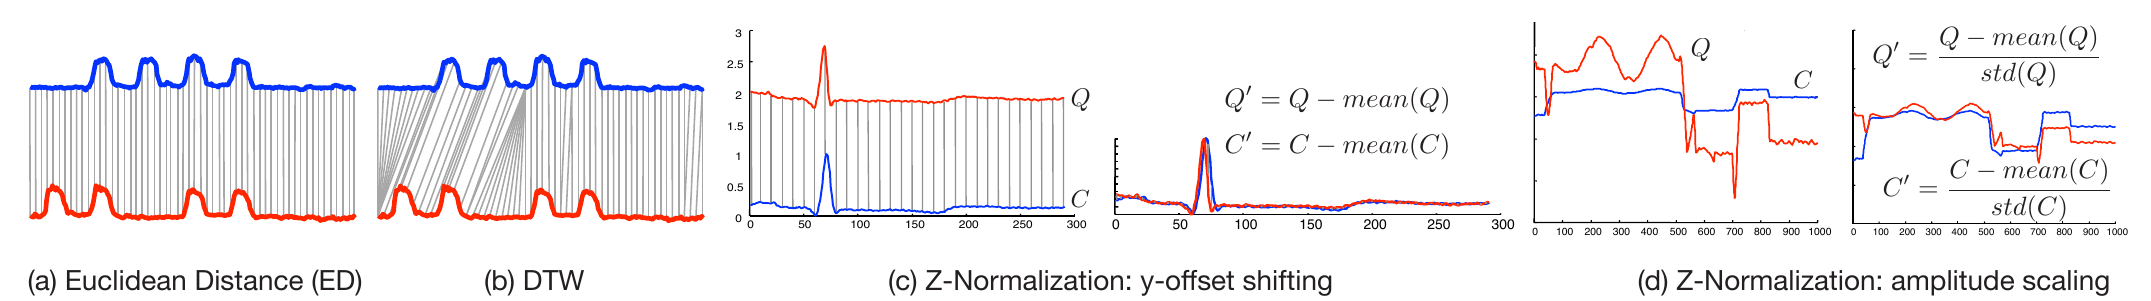 3
2.5
2
1.5
1
0.5
0
0 50 100 150 200 250 300
Q
C
Q' = Q − mean(Q)
C' = C − mean(C)
0 50 100 150 200 250 300
Q
C
0 100 200 300 400 500 600 700 800 900 1000
Q' = \frac{Q − mean(Q)}{std(Q)}
C' = \frac{C − mean(C)}{std(C)}
0 100 200 300 400 500 600 700 800 900 1000
(a) Euclidean Distance (ED)
(b) DTW
(c) Z-Normalization: y-offset shifting
(d) Z-Normalization: amplitude scaling